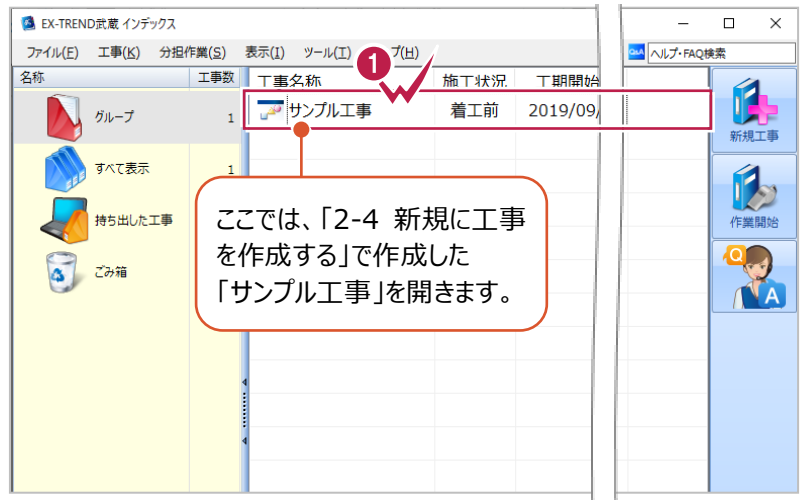 EX-TREND武蔵 インデックス
ファイル(F) 工事(K) 分担作業(S) 表示(I) ツール(T) プ(H)
ヘルプ・FAQ検索
名称 工事数 工事名称 施工状況 工期開始
1
グループ 1
サンプル工事 着工前 2019/09/
新規工事
すべて表示 1
持ち出した工事
ごみ箱
作業開始
Q
A
ここでは、「2-4 新規に工事
を作成する」で作成した
「サンプル工事」を開きます。